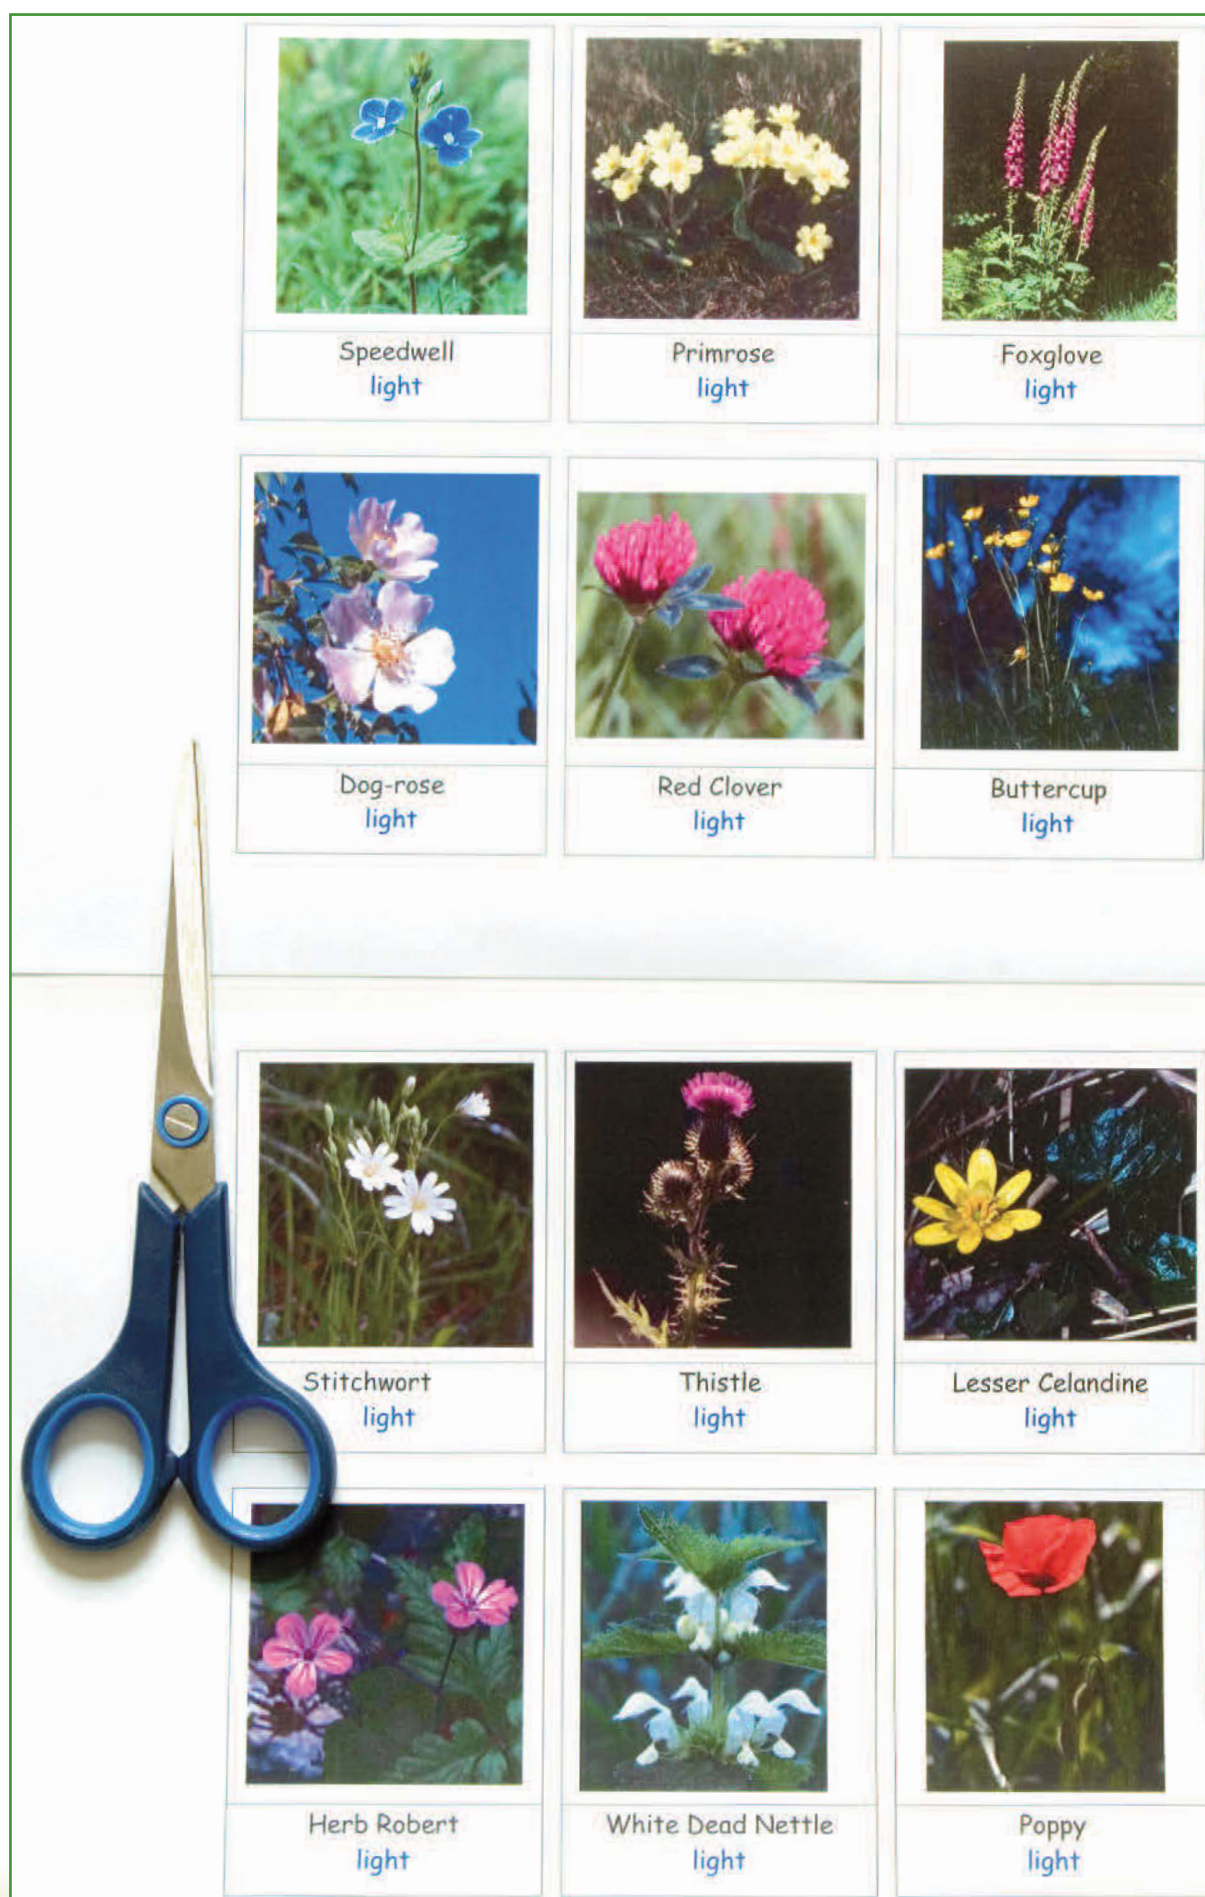 Speedwell
light
Primrose
light
Foxglove
light
Dog-rose
light
Red Clover
light
Buttercup
light
Stitchwort
light
Thistle
light
Lesser Celandine
light
Herb Robert
light
White Dead Nettle
light
Poppy
light